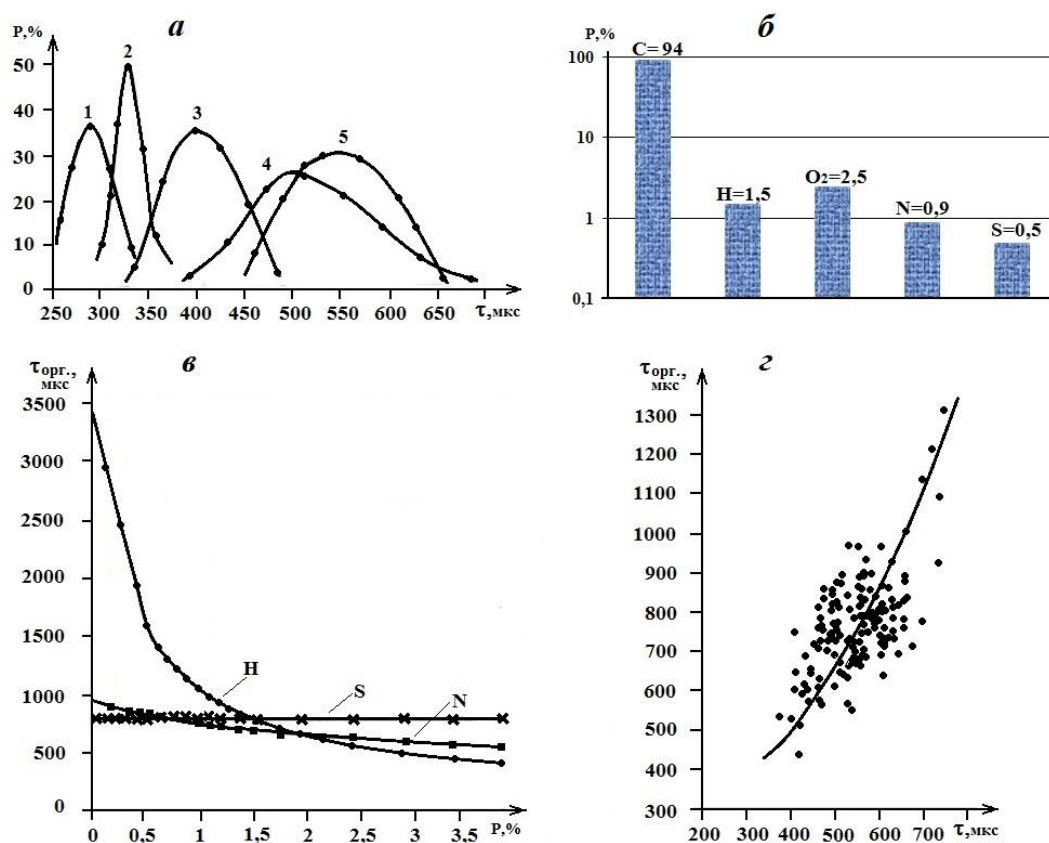 а
P,%
50
40
30
20
10
0
1
2
3
4
5
250 300 350 400 450 500 550 600 650 τ,мкс
б
P,%
100
10
1
0,1
C= 94
H=1,5
O2=2,5
N=0,9
S=0,5
в
τорг.,
мкс
3500
3000
2500
2000
1500
1000
500
0
H
S
N
0 0,5 1 1,5 2 2,5 3 3,5 P,%
г
τорг.,
мкс
1300
1200
1100
1000
900
800
700
600
500
400
300
200 300 400 500 600 700 τ,мкс